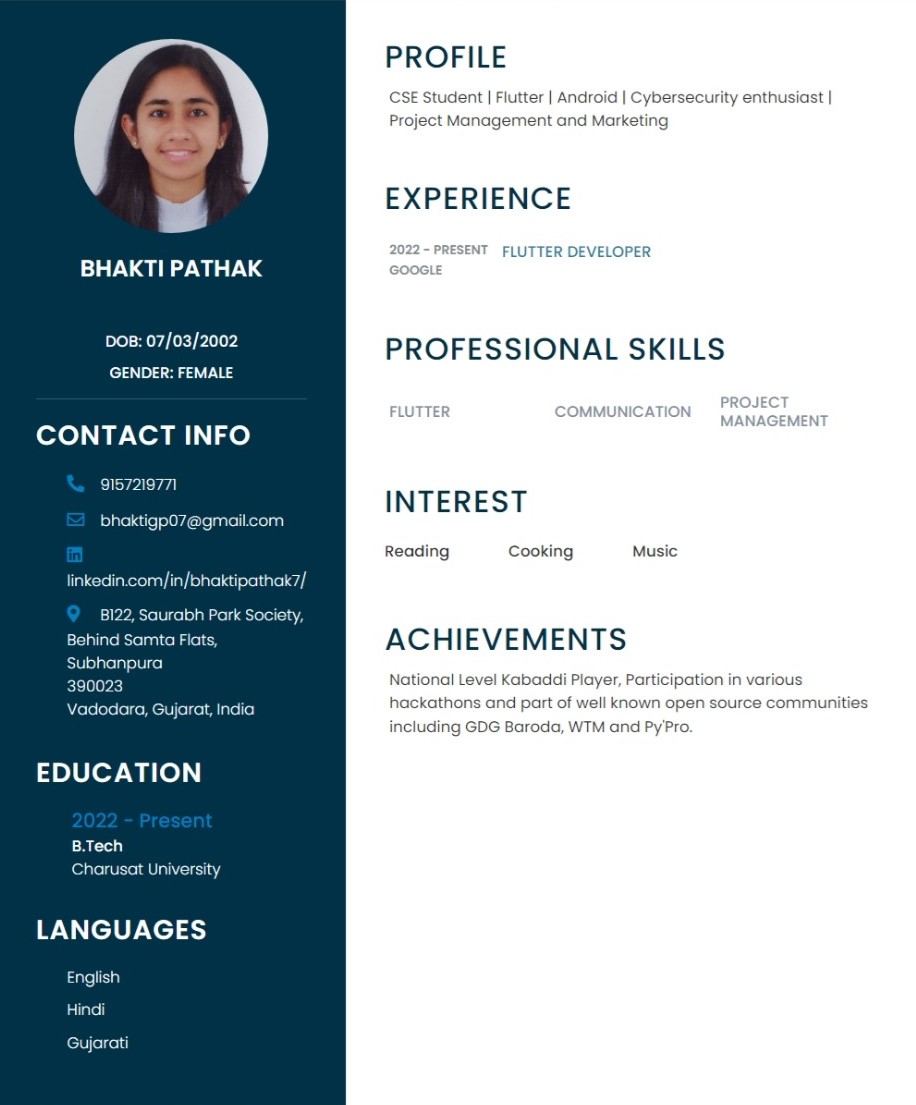 BHAKTI PATHAK
DOB: 07/03/2002
GENDER: FEMALE
CONTACT INFO
9157219771
bhaktigp07@gmail.com
linkedin.com/in/bhaktipathak7/
B122, Saurabh Park Society,
Behind Samta Flats,
Subhanpura
390023
Vadodara, Gujarat, India
EDUCATION
2022 - Present
B.Tech
Charusat University
LANGUAGES
English
Hindi
Gujarati
PROFILE
CSE Student | Flutter | Android | Cybersecurity enthusiast |
Project Management and Marketing
EXPERIENCE
2022 - PRESENT FLUTTER DEVELOPER
GOOGLE
PROFESSIONAL SKILLS
FLUTTER COMMUNICATION PROJECT
MANAGEMENT
INTEREST
Reading Cooking Music
ACHIEVEMENTS
National Level Kabaddi Player, Participation in various
hackathons and part of well known open source communities
including GDG Baroda, WTM and Py'Pro.